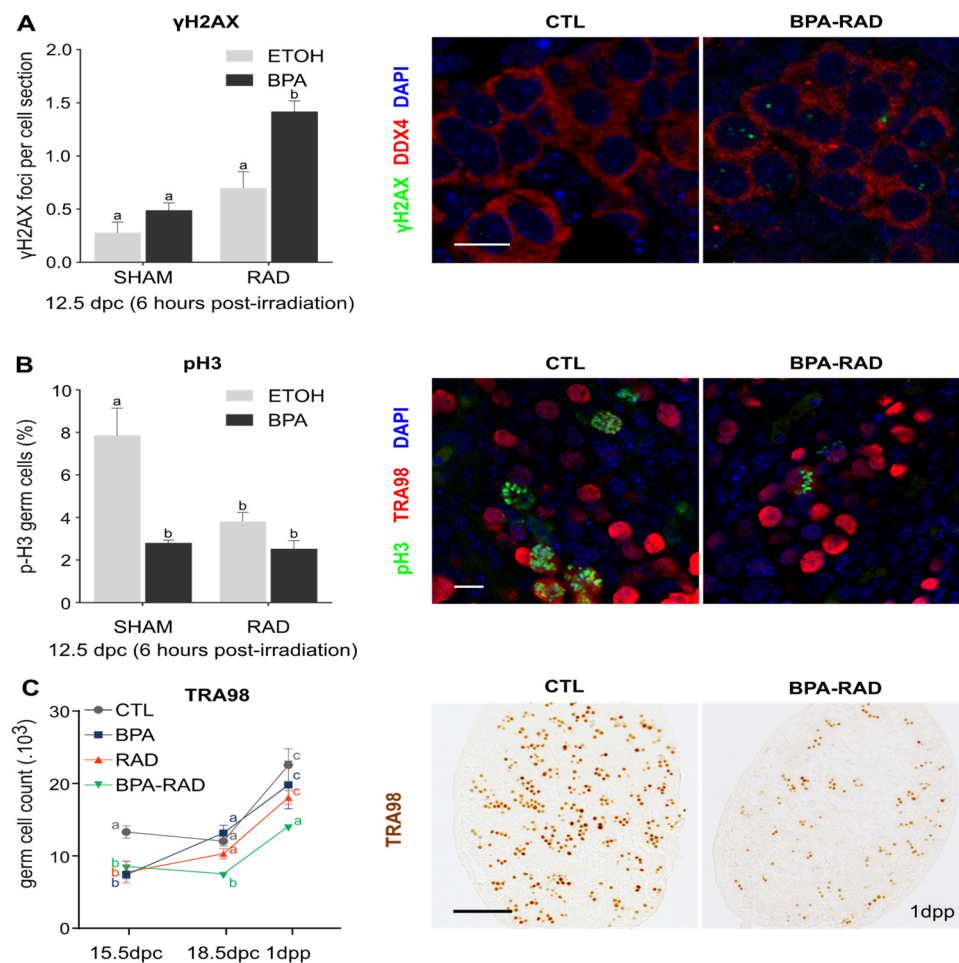 A
γH2AX
γH2AX foci per cell section
2.0
1.5
1.0
0.5
0.0
ETOH
BPA
a
a
a
b
SHAM
RAD
12.5 dpc (6 hours post-irradiation)
CTL
BPA-RAD
γH2AX DDX4 DAPI
B
pH3
p-H3 germ cells (%)
10
8
6
4
2
0
ETOH
BPA
a
b
b
b
SHAM
RAD
12.5 dpc (6 hours post-irradiation)
CTL
BPA-RAD
pH3 TRA98 DAPI
C
TRA98
germ cell count (.10³)
30
20
10
0
CTL
BPA
RAD
BPA-RAD
a
b
b
b
a
a
a
b
c
c
c
a
15.5dpc
18.5dpc
1dpp
CTL
BPA-RAD
TRA98
1dpp